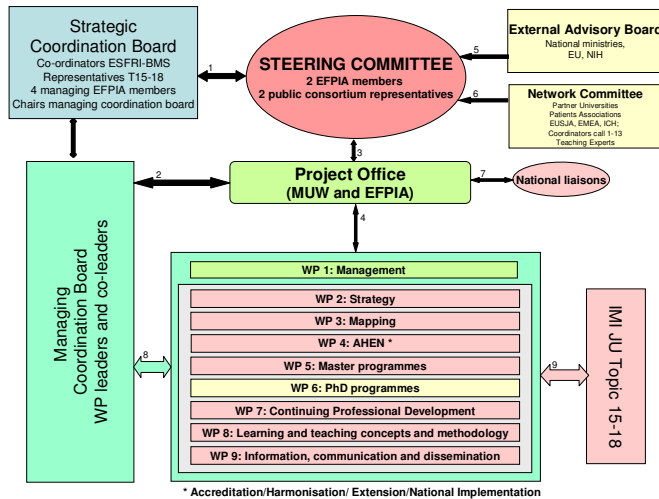 Strategic
Coordination Board
Co-ordinators ESFRI-BMS
Representatives T15-18
4 managing EFPIA members
Chairs managing coordination board
1
STEERING COMMITTEE
2 EFPIA members
2 public consortium representatives
5
External Advisory Board
National ministries,
EU, NIH
6
Network Committee
Partner Universities
Patients Associations
EUSJA, EMEA, ICH;
Coordinators call 1-13
Teaching Experts
3
2
Project Office
(MUW and EFPIA)
7
National liaisons
4
Managing
Coordination Board
WP leaders and co-leaders
8
WP 1: Management
WP 2: Strategy
WP 3: Mapping
WP 4: AHEN *
WP 5: Master programmes
WP 6: PhD programmes
WP 7: Continuing Professional Development
WP 8: Learning and teaching concepts and methodology
WP 9: Information, communication and dissemination
9
IMI JU Topic 15-18
* Accreditation/Harmonisation/ Extension/National Implementation